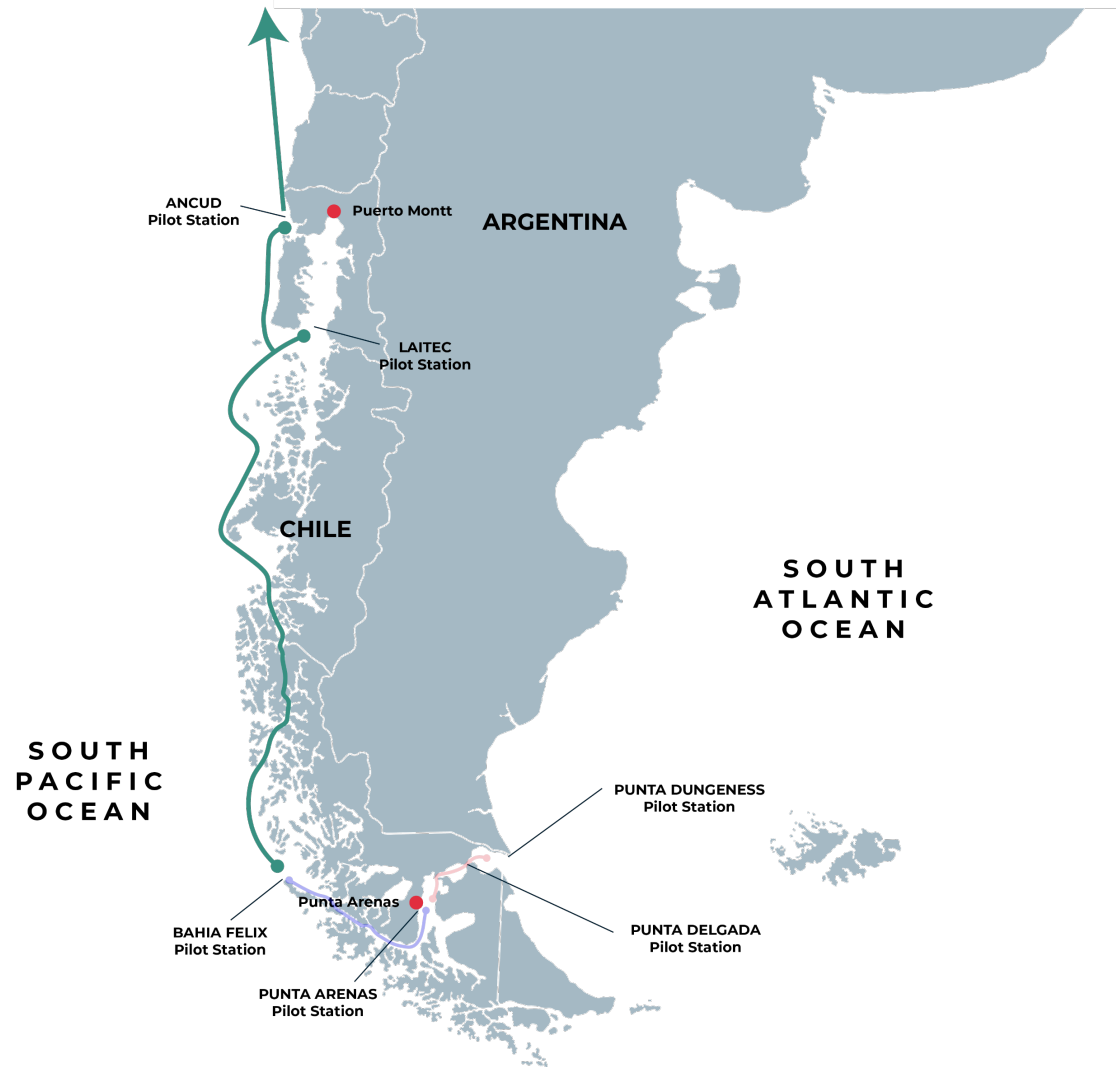 ANCUD
Pilot Station
Puerto Montt
ARGENTINA
LAITEC
Pilot Station
CHILE
SOUTH
ATLANTIC
OCEAN
SOUTH
PACIFIC
OCEAN
PUNTA DUNGENESS
Pilot Station
Punta Arenas
BAHIA FELIX
Pilot Station
PUNTA DELGADA
Pilot Station
PUNTA ARENAS
Pilot Station